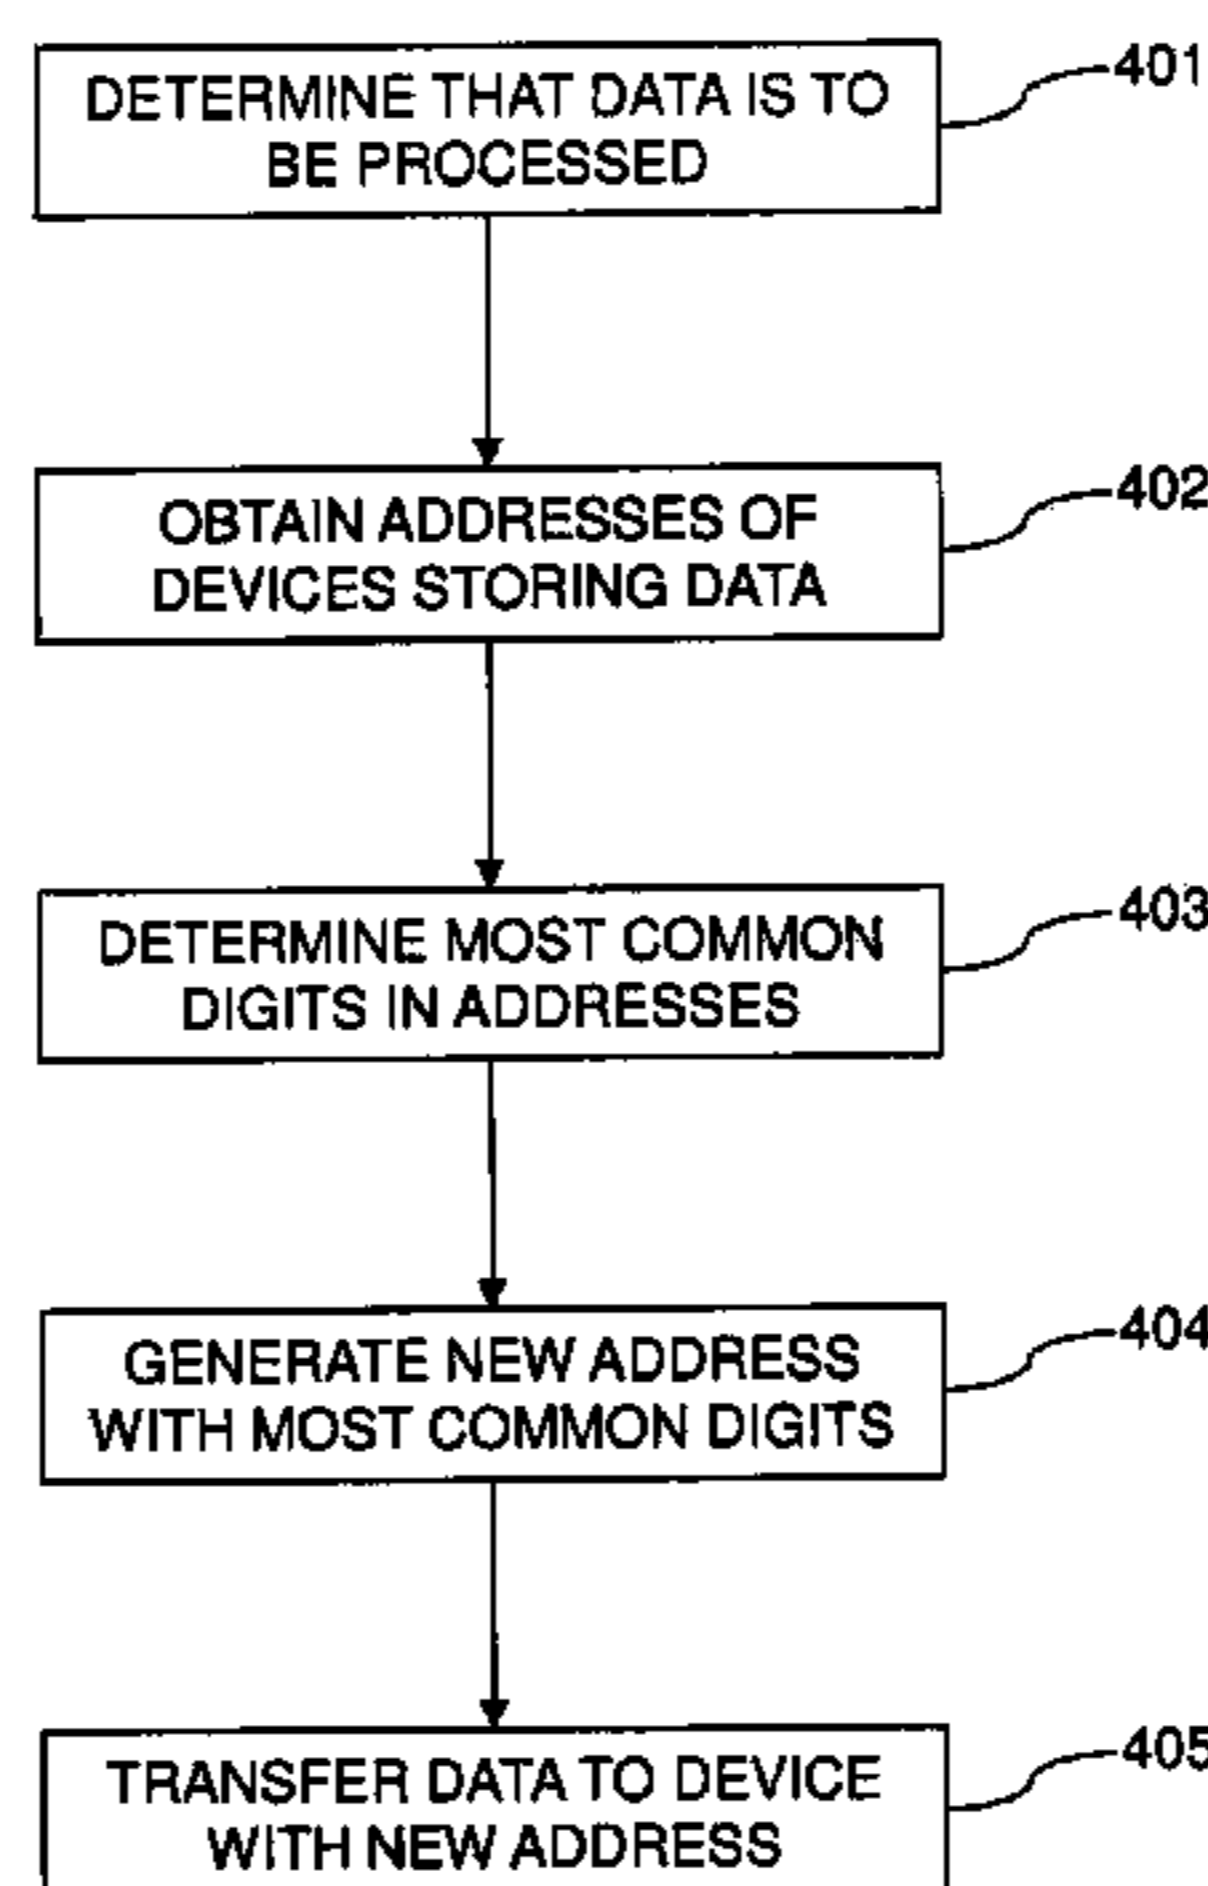 DETERMINE THAT DATA IS TO
BE PROCESSED
401
OBTAIN ADDRESSES OF
DEVICES STORING DATA
402
DETERMINE MOST COMMON
DIGITS IN ADDRESSES
403
GENERATE NEW ADDRESS
WITH MOST COMMON DIGITS
404
TRANSFER DATA TO DEVICE
WITH NEW ADDRESS
405